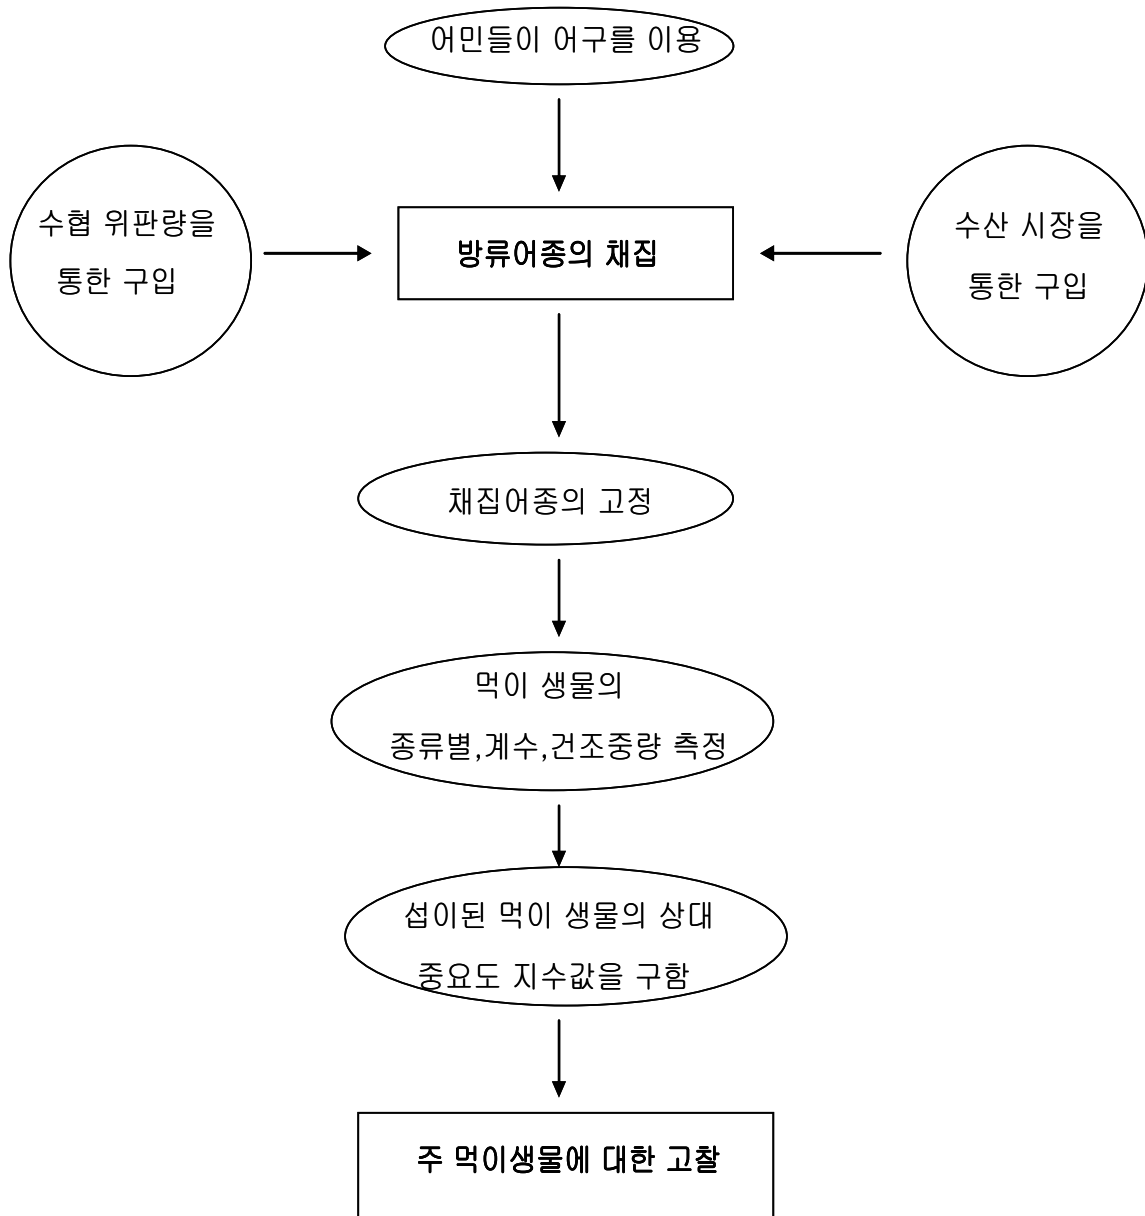 어민들이 어구를 이용
수협 위판량을
통한 구입
방류어종의 채집
수산 시장을
통한 구입
채집어종의 고정
먹이 생물의
종류별,계수,건조중량 측정
섭이된 먹이 생물의 상대
중요도 지수값을 구함
주 먹이생물에 대한 고찰